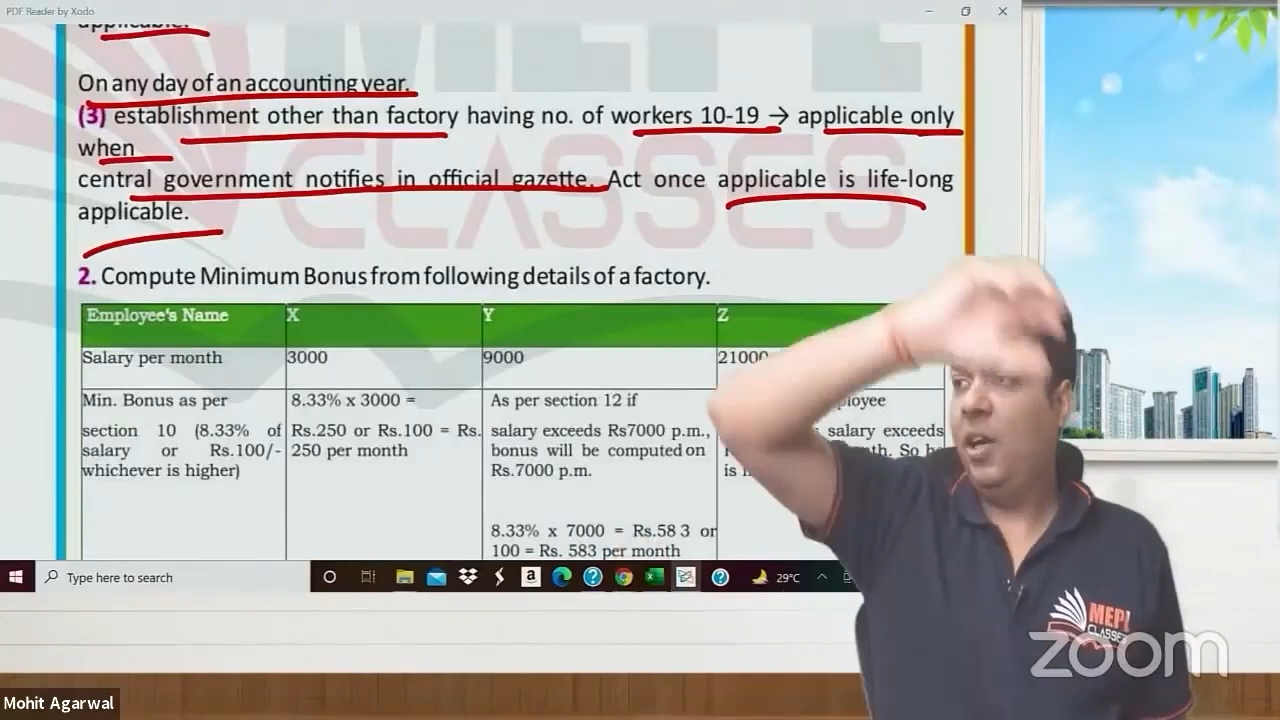 PDF Reader by Xodo
applicable.
On any day of an accounting year.
(3) establishment other than factory having no. of workers 10-19 → applicable only
when
central government notifies in official gazette. Act once applicable is life-long
applicable.
CLASSES
2. Compute Minimum Bonus from following details of a factory.
Employee's Name X Y Z
Salary per month 3000 9000 21000
Min. Bonus as per
section 10 (8.33% of
salary or Rs.100/-
whichever is higher)
8.33% x 3000 =
Rs.250 or Rs.100 = Rs.
250 per month
As per section 12 if
salary exceeds Rs7000 p.m.,
bonus will be computed on
Rs.7000 p.m.
8.33% x 7000 = Rs.58 3 or
100 = Rs. 583 per month
salary exceeds
So
is
Type here to search
a
29°C
MEPL
CLASSES
zoom
Mohit Agarwal